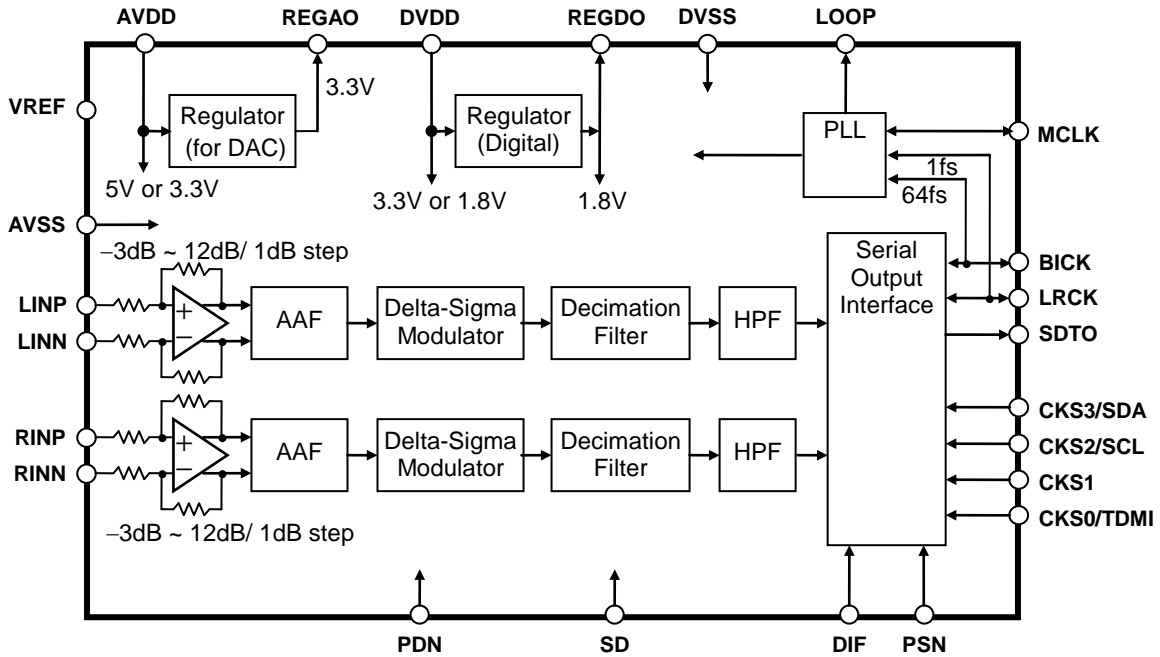 AVDD
REGAO
DVDD
REGDO
DVSS
LOOP
VREF
3.3V
Regulator
(for DAC)
Regulator
(Digital)
PLL
MCLK
1fs
64fs
5V or 3.3V
3.3V or 1.8V
1.8V
AVSS
−3dB ~ 12dB/ 1dB step
Serial
Output
Interface
BICK
LRCK
SDTO
LINP
LINN
+
−
AAF
Delta-Sigma
Modulator
Decimation
Filter
HPF
CKS3/SDA
CKS2/SCL
CKS1
CKS0/TDMI
RINP
RINN
+
−
AAF
Delta-Sigma
Modulator
Decimation
Filter
HPF
−3dB ~ 12dB/ 1dB step
PDN
SD
DIF
PSN